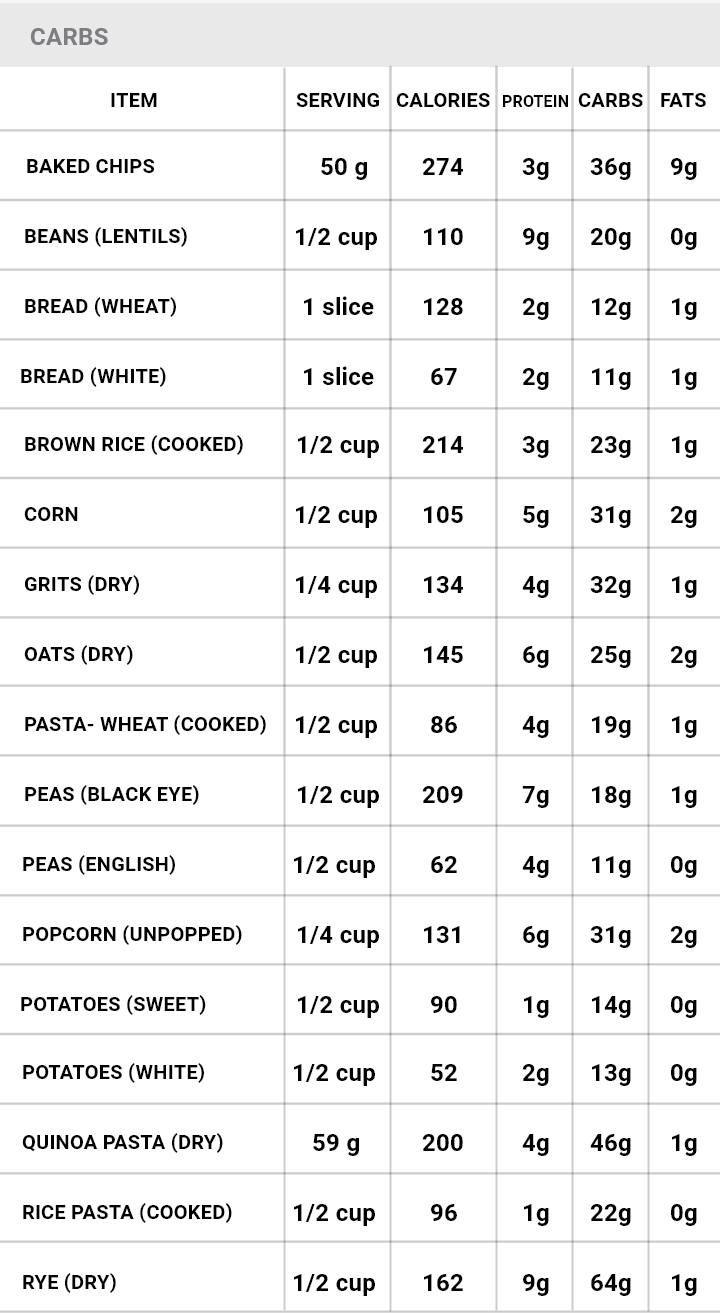 CARBS
ITEM SERVING CALORIES PROTEIN CARBS FATS
BAKED CHIPS 50 g 274 3g 36g 9g
BEANS (LENTILS) 1/2 cup 110 9g 20g 0g
BREAD (WHEAT) 1 slice 128 2g 12g 1g
BREAD (WHITE) 1 slice 67 2g 11g 1g
BROWN RICE (COOKED) 1/2 cup 214 3g 23g 1g
CORN 1/2 cup 105 5g 31g 2g
GRITS (DRY) 1/4 cup 134 4g 32g 1g
OATS (DRY) 1/2 cup 145 6g 25g 2g
PASTA- WHEAT (COOKED) 1/2 cup 86 4g 19g 1g
PEAS (BLACK EYE) 1/2 cup 209 7g 18g 1g
PEAS (ENGLISH) 1/2 cup 62 4g 11g 0g
POPCORN (UNPOPPED) 1/4 cup 131 6g 31g 2g
POTATOES (SWEET) 1/2 cup 90 1g 14g 0g
POTATOES (WHITE) 1/2 cup 52 2g 13g 0g
QUINOA PASTA (DRY) 59 g 200 4g 46g 1g
RICE PASTA (COOKED) 1/2 cup 96 1g 22g 0g
RYE (DRY) 1/2 cup 162 9g 64g 1g